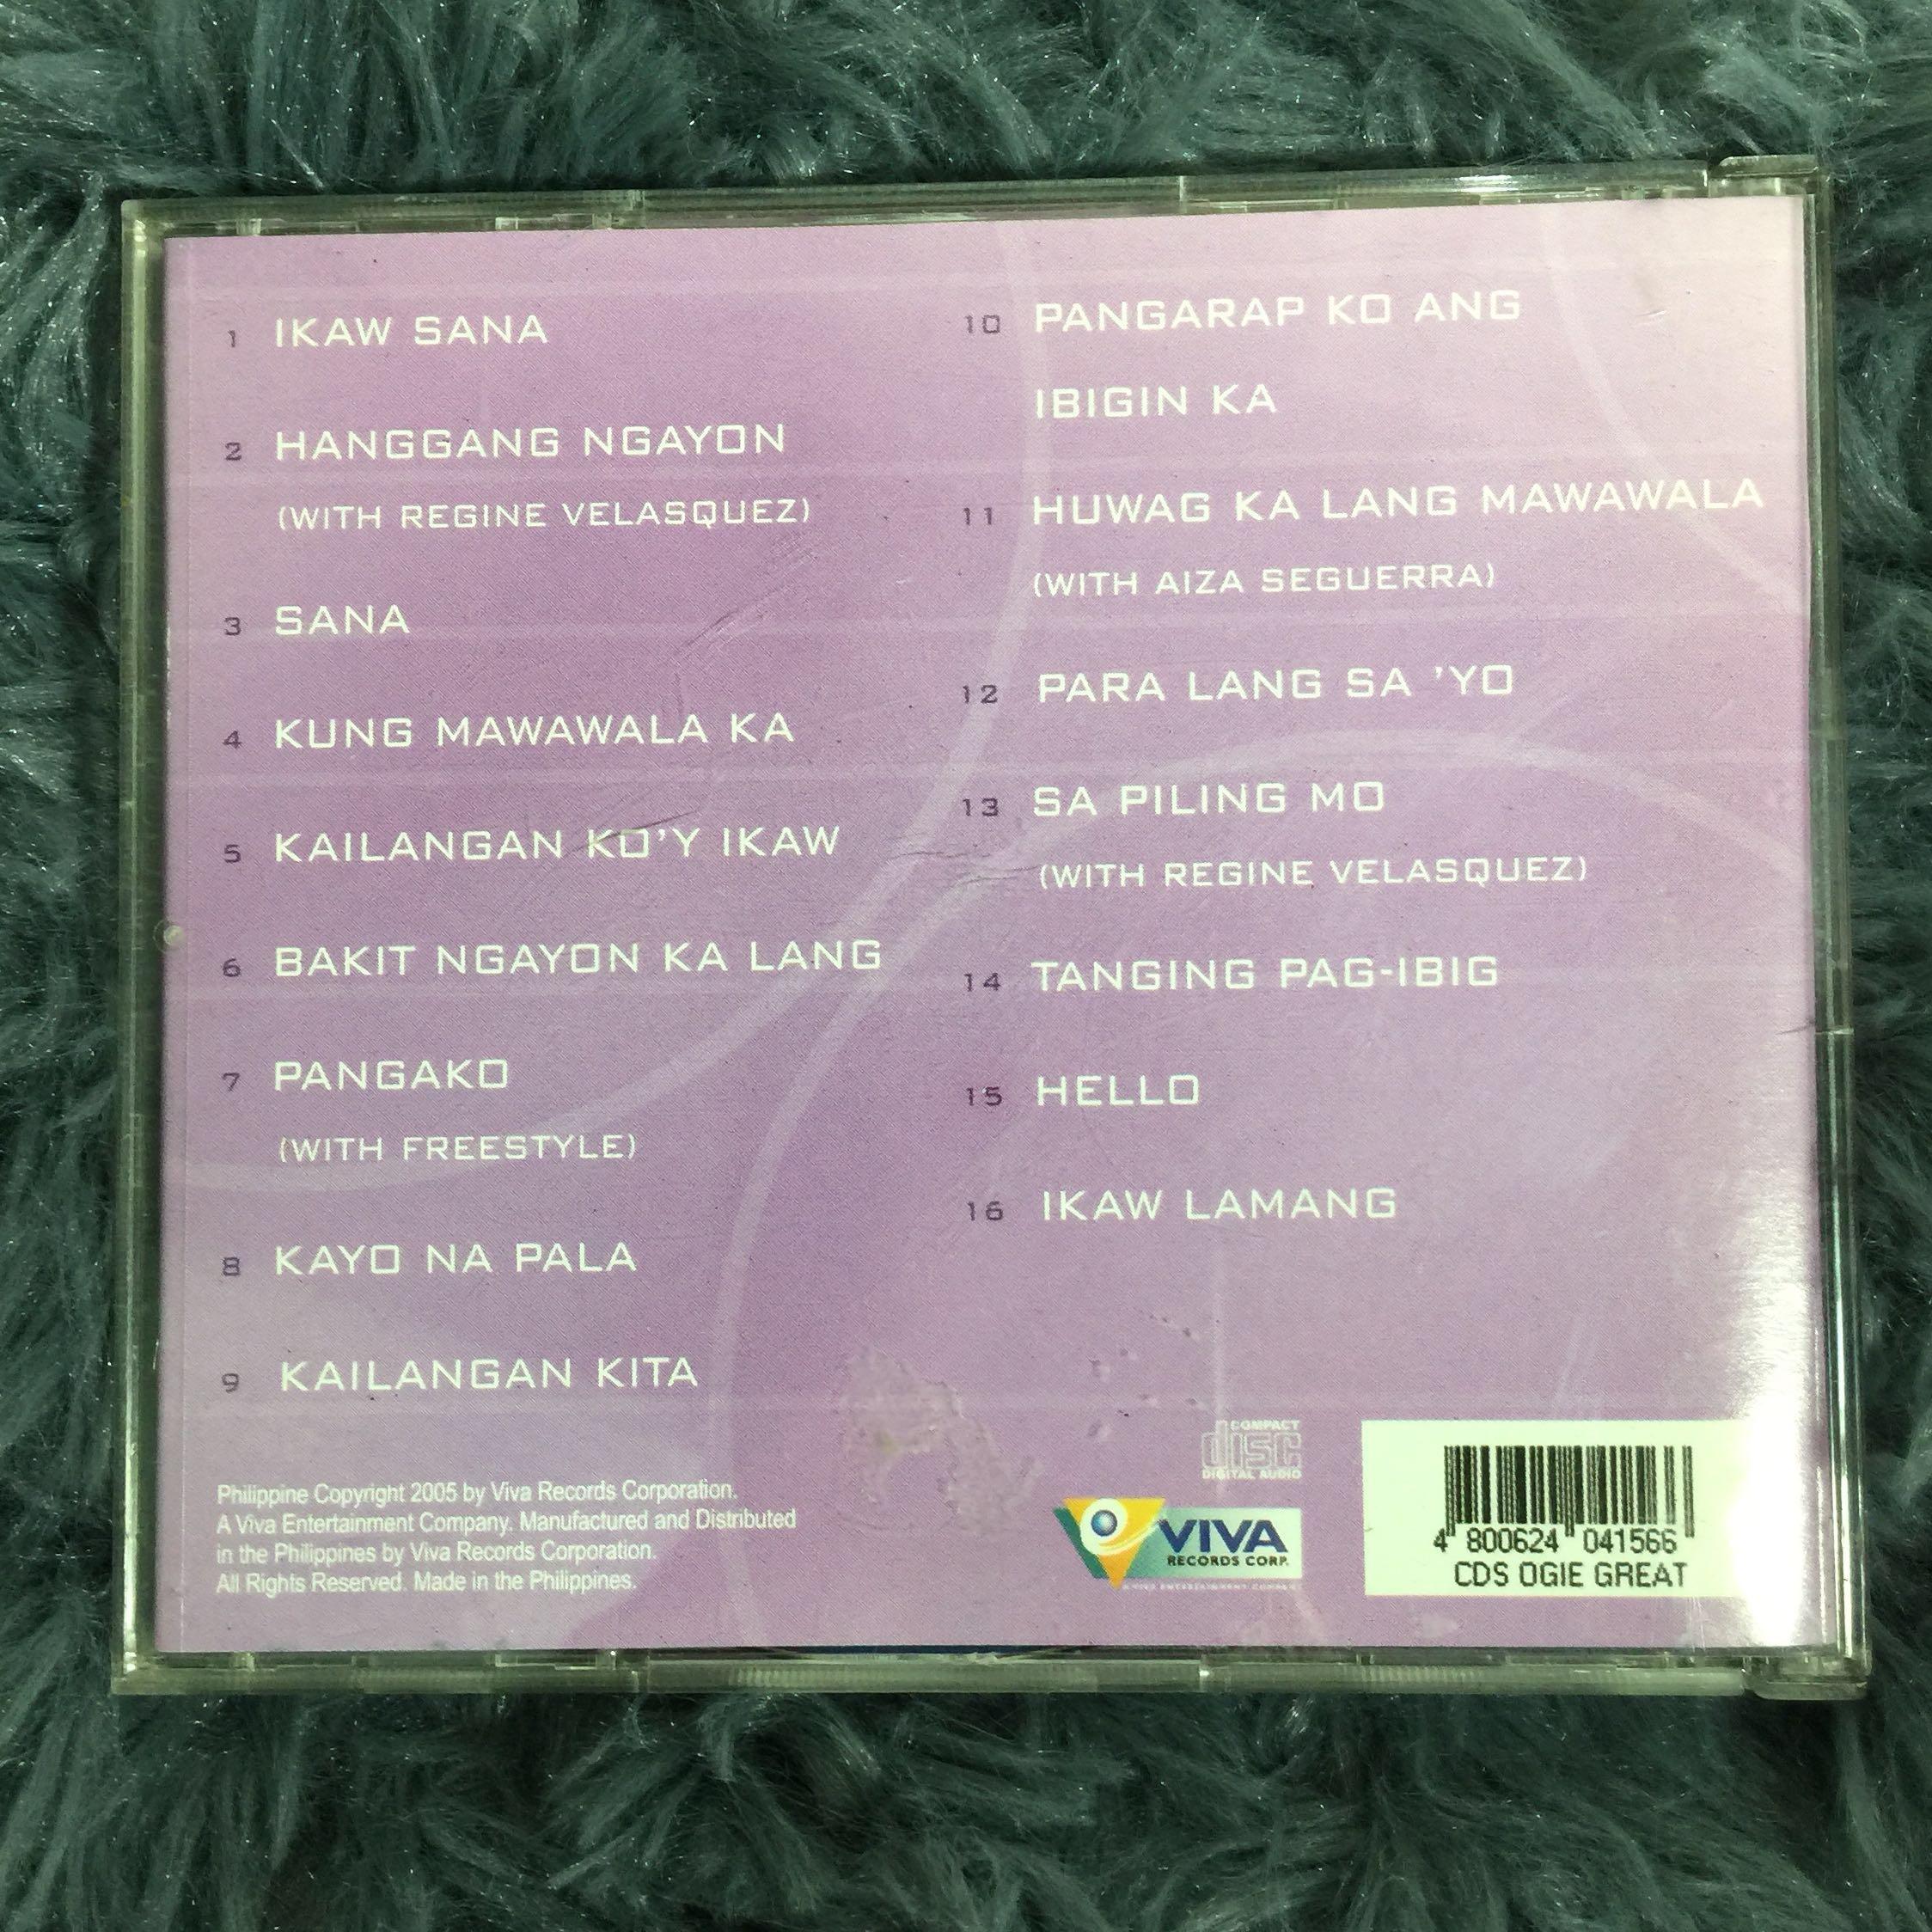 1 IKAW SANA
2 HANGGANG NGAYON
(WITH REGINE VELASQUEZ)
3 SANA
4 KUNG MAWAWALA KA
5 KAILANGAN KO'Y IKAW
6 BAKIT NGAYON KA LANG
7 PANGAKO
(WITH FREESTYLE)
8 KAYO NA PALA
9 KAILANGAN KITA
10 PANGARAP KO ANG
IBIGIN KA
11 HUWAG KA LANG MAWAWALA
(WITH AIZA SEGUERRA)
12 PARA LANG SA 'YO
13 SA PILING MO
(WITH REGINE VELASQUEZ)
14 TANGING PAG-IBIG
15 HELLO
16 IKAW LAMANG
Philippine Copyright 2005 by Viva Records Corporation.
A Viva Entertainment Company. Manufactured and Distributed
in the Philippines by Viva Records Corporation.
All Rights Reserved. Made in the Philippines.
COMPACT
disc
DIGITAL AUDIO
VIVA
RECORDS CORP.
A VIVA ENTERTAINMENT COMPANY
4 800624 041566
CDS OGIE GREAT